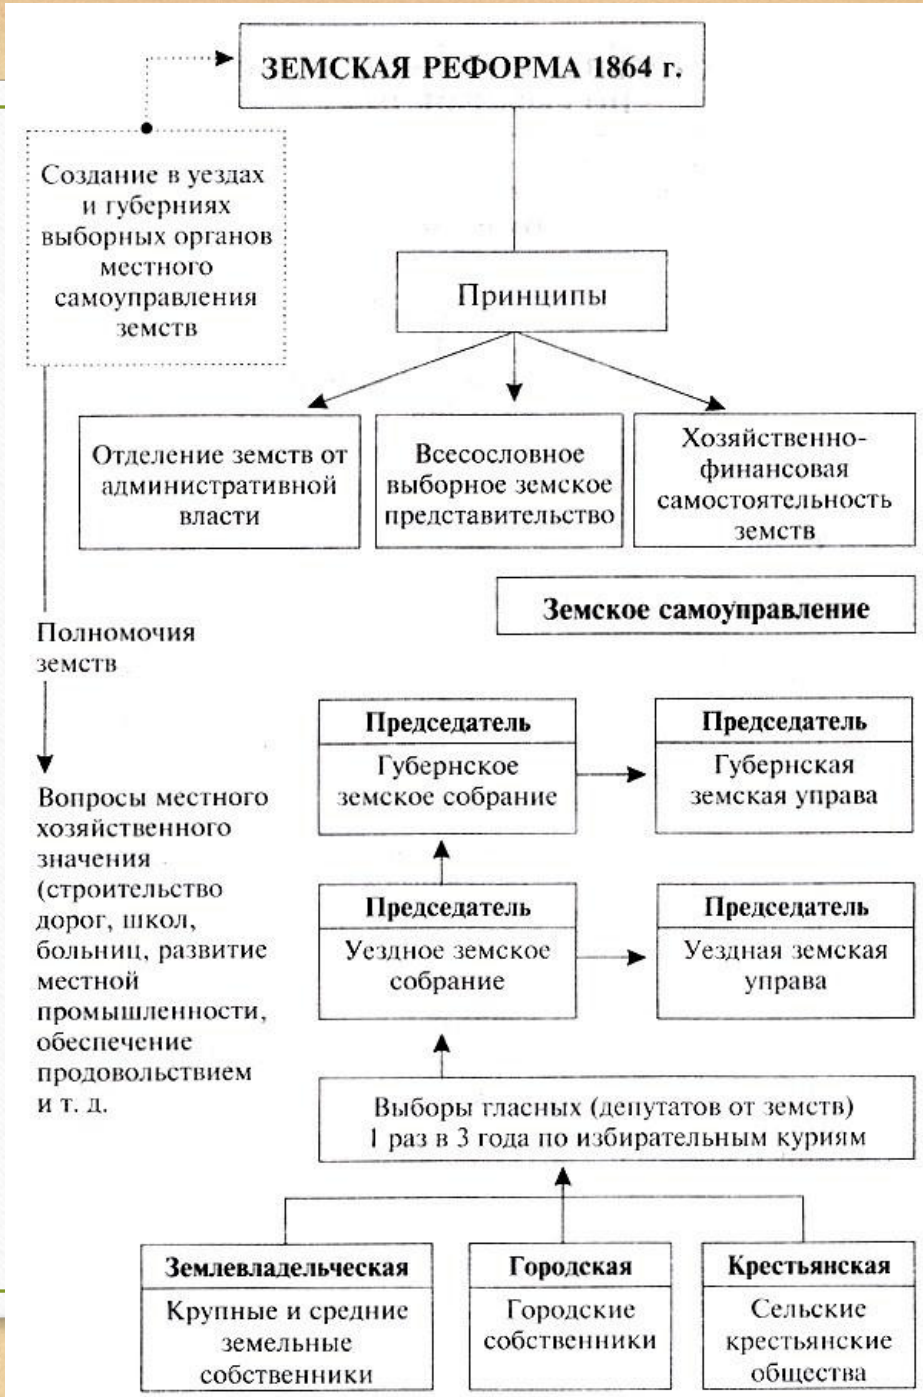 ЗЕМСКАЯ РЕФОРМА 1864 г.
Создание в уездах
и губерниях
выборных органов
местного
самоуправления
земств
Принципы
Отделение земств от
административной
власти
Всесословное
выборное земское
представительство
Хозяйственно-
финансовая
самостоятельность
земств
Земское самоуправление
Полномочия
земств
Вопросы местного
хозяйственного
значения
(строительство
дорог, школ,
больниц, развитие
местной
промышленности,
обеспечение
продовольствием
и т. д.
Председатель
Губернское
земское собрание
Председатель
Губернская
земская управа
Председатель
Уездное земское
собрание
Председатель
Уездная земская
управа
Выборы гласных (депутатов от земств)
1 раз в 3 года по избирательным куриям
Землевладельческая
Крупные и средние
земельные
собственники
Городская
Городские
собственники
Крестьянская
Сельские
крестьянские
общества